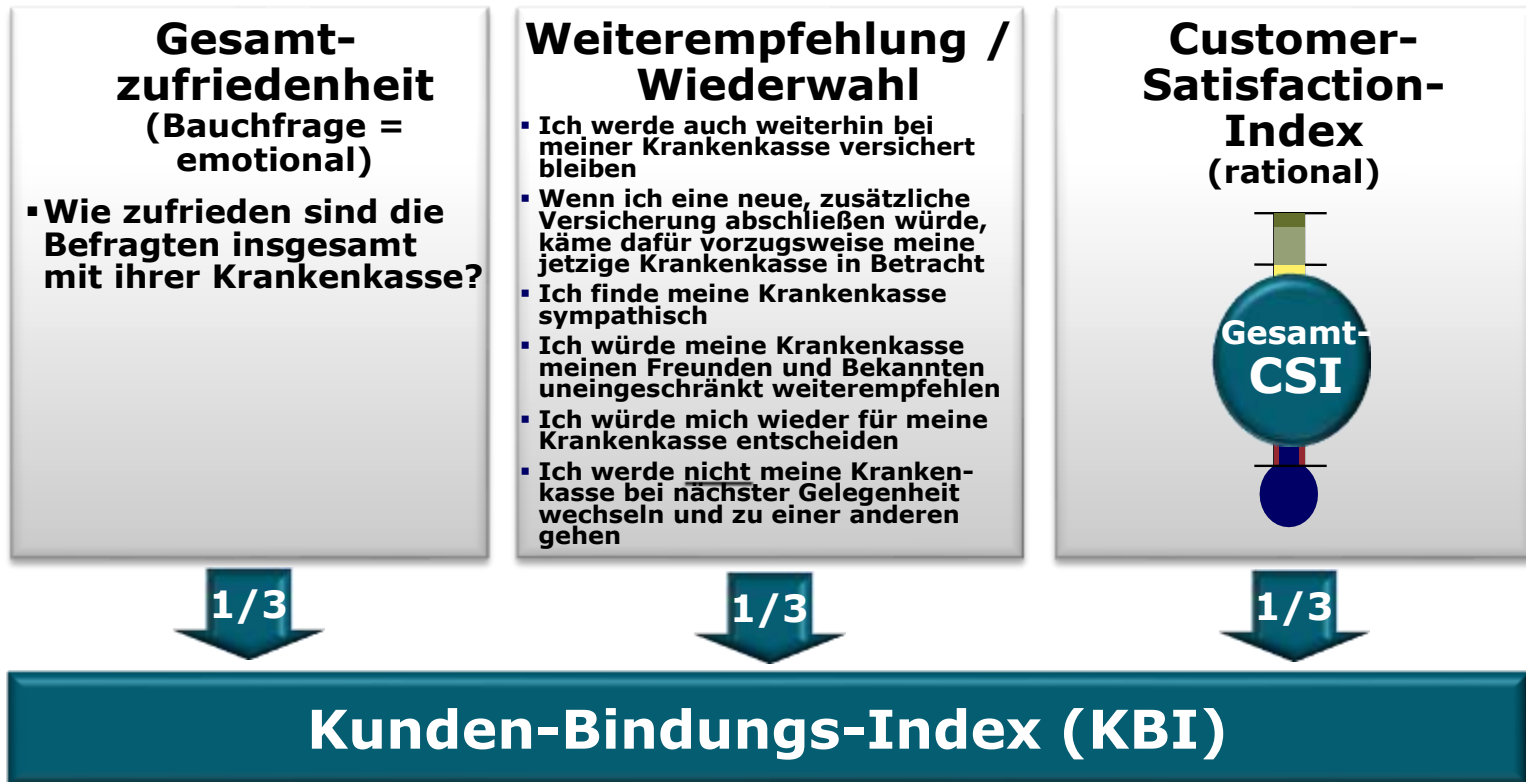 Gesamt-
zufriedenheit
(Bauchfrage =
emotional)
▪ Wie zufrieden sind die
Befragten insgesamt
mit ihrer Krankenkasse?
Weiterempfehlung /
Wiederwahl
▪ Ich werde auch weiterhin bei
meiner Krankenkasse versichert
bleiben
▪ Wenn ich eine neue, zusätzliche
Versicherung abschließen würde,
käme dafür vorzugsweise meine
jetzige Krankenkasse in Betracht
▪ Ich finde meine Krankenkasse
sympathisch
▪ Ich würde meine Krankenkasse
meinen Freunden und Bekannten
uneingeschränkt weiterempfehlen
▪ Ich würde mich wieder für meine
Krankenkasse entscheiden
▪ Ich werde nicht meine Kranken-
kasse bei nächster Gelegenheit
wechseln und zu einer anderen
gehen
Customer-
Satisfaction-
Index
(rational)
Gesamt-
CSI
1/3
1/3
1/3
Kunden-Bindungs-Index (KBI)